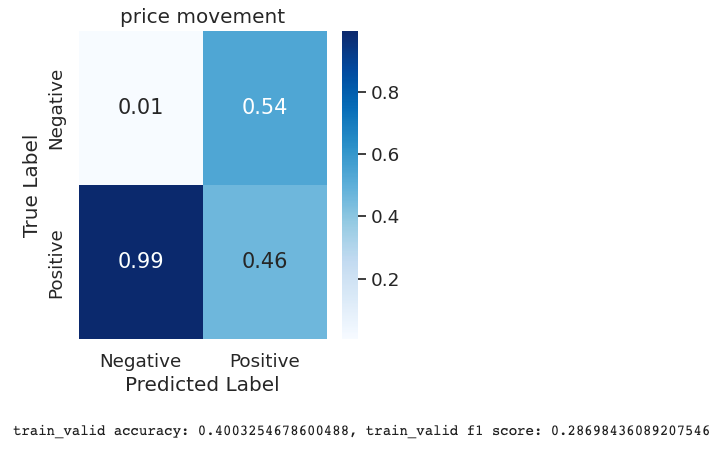 price movement
True Label
Negative
Positive
0.01 0.54
0.99 0.46
0.8
0.6
0.4
0.2
Negative Positive
Predicted Label
train_valid accuracy: 0.4003254678600488, train_valid f1 score: 0.28698436089207546